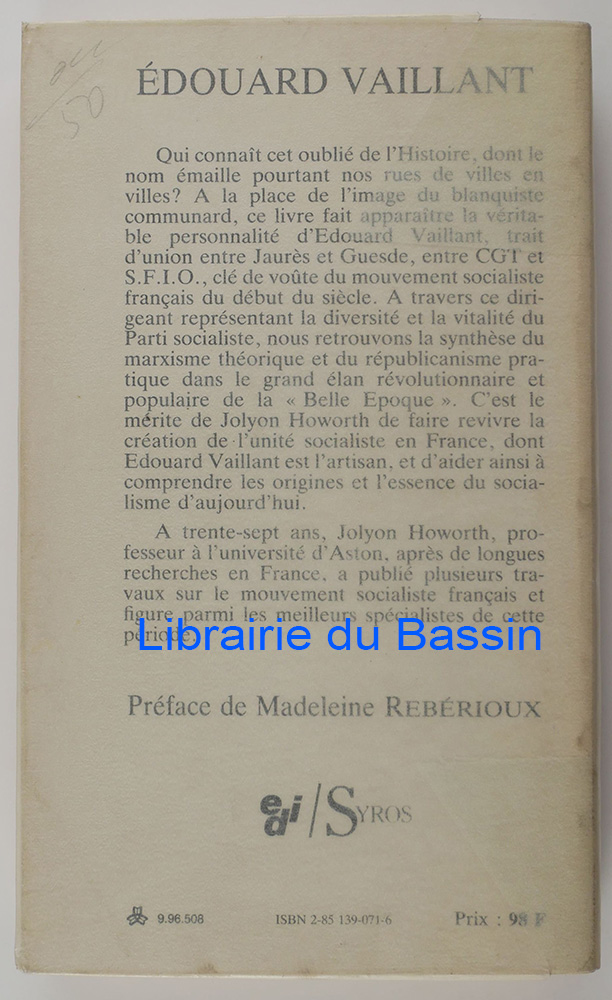 ÉDOUARD VAILLANT
Qui connaît cet oublié de l'Histoire, dont le
nom émaille pourtant nos rues de villes en
villes? A la place de l'image du blanquiste
communard, ce livre fait apparaître la vérita-
ble personnalité d'Edouard Vaillant, trait
d'union entre Jaurès et Guesde, entre CGT et
S.F.I.O., clé de voûte du mouvement socialiste
français du début du siècle. A travers ce diri-
geant représentant la diversité et la vitalité du
Parti socialiste, nous retrouvons la synthèse du
marxisme théorique et du républicanisme pra-
tique dans le grand élan révolutionnaire et
populaire de la « Belle Epoque ». C'est le
mérite de Jolyon Howorth de faire revivre la
création de l'unité socialiste en France, dont
Edouard Vaillant est l'artisan, et d'aider ainsi à
comprendre les origines et l'essence du socia-
lisme d'aujourd'hui.
A trente-sept ans, Jolyon Howorth, pro-
fesseur à l'université d'Aston, après de longues
recherches en France, a publié plusieurs tra-
vaux sur le mouvement socialiste français et
figure parmi les meilleurs spécialistes de cette
période.
Librairie du Bassin
Préface de Madeleine REBÉRIOUX
edi / SYROS
9.96.508 ISBN 2-85 139-071-6 Prix : 98 F
50